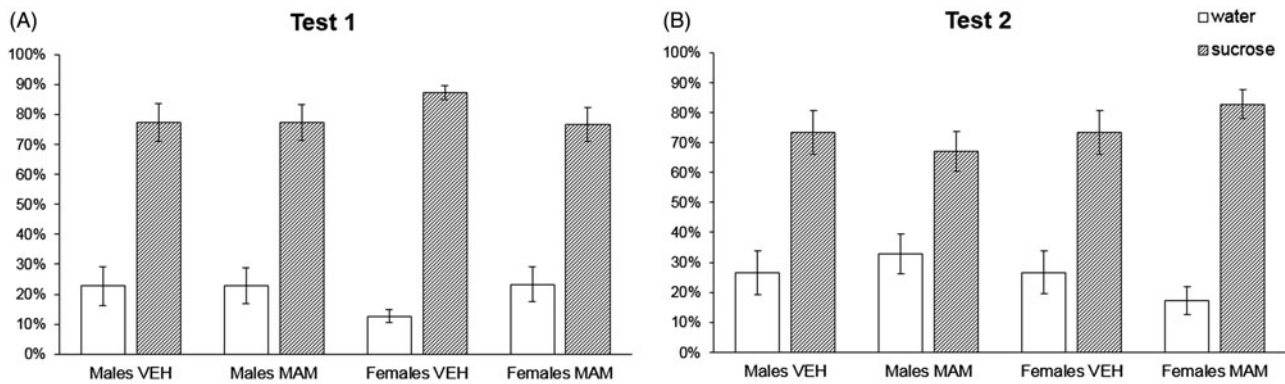 (A)
Test 1
100%
90%
80%
70%
60%
50%
40%
30%
20%
10%
0%
Males VEH
Males MAM
Females VEH
Females MAM
(B)
Test 2
water
sucrose
100%
90%
80%
70%
60%
50%
40%
30%
20%
10%
0%
Males VEH
Males MAM
Females VEH
Females MAM